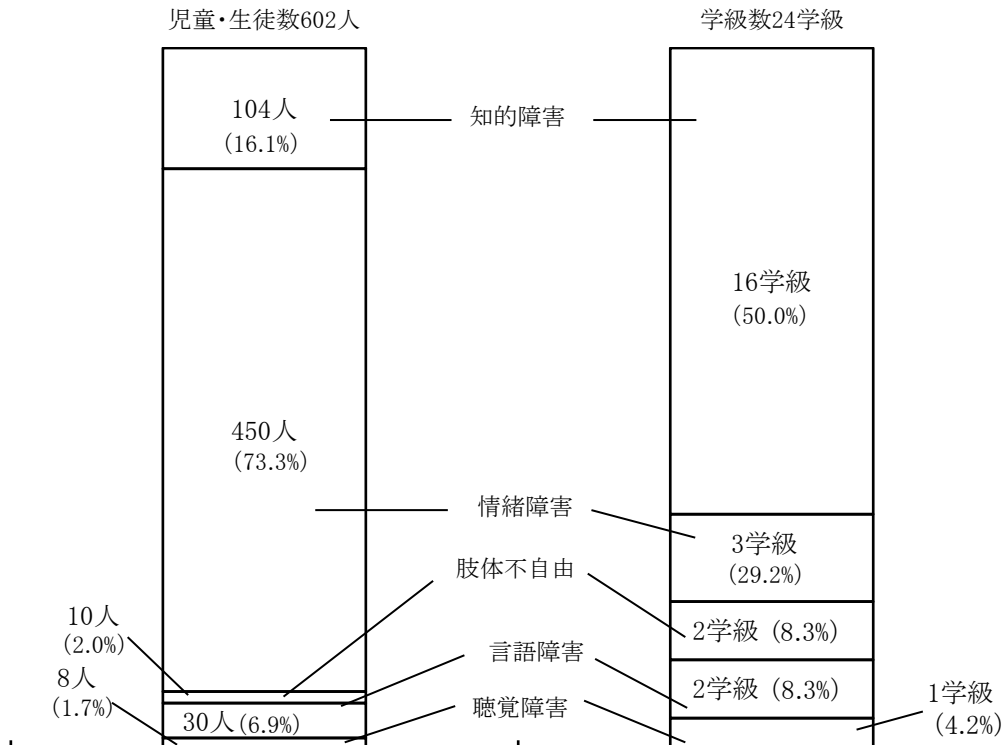 児童・生徒数602人
学級数24学級
104人
(16.1%)
知的障害
16学級
(50.0%)
450人
(73.3%)
情緒障害
3学級
(29.2%)
肢体不自由
10人
(2.0%)
2学級 (8.3%)
言語障害
8人
(1.7%)
2学級 (8.3%)
1学級
(4.2%)
30人(6.9%)
聴覚障害